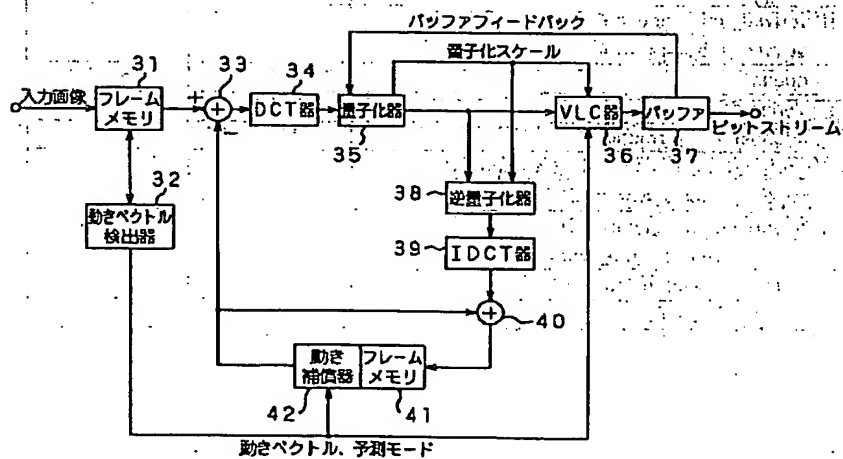 バッファフィードバック
量子化スケール
入力画像
31
フレーム
メモリ
+
33
34
DCT器
量子化器
35
VLC器
36
バッファ
37
ビットストリーム
32
動きベクトル
検出器
38
逆量子化器
39
IDCT器
40
動き
補償器
42
フレーム
メモリ
41
動きベクトル、予測モード